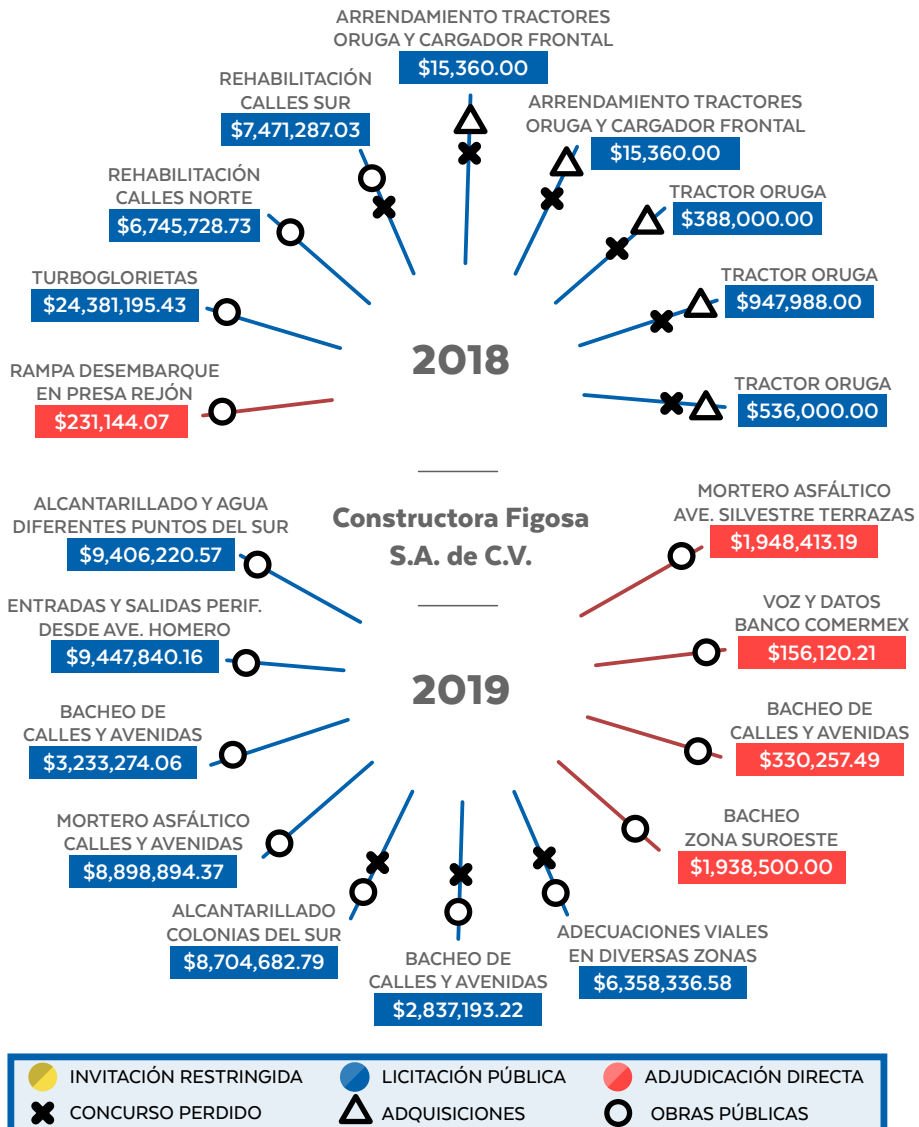 ARRENDAMIENTO TRACTORES
ORUGA Y CARGADOR FRONTAL
$15,360.00
REHABILITACIÓN
CALLES SUR
$7,471,287.03
ARRENDAMIENTO TRACTORES
ORUGA Y CARGADOR FRONTAL
$15,360.00
REHABILITACIÓN
CALLES NORTE
$6,745,728.73
TRACTOR ORUGA
$388,000.00
TURBOGLORIETAS
$24,381,195.43
TRACTOR ORUGA
$947,988.00
2018
RAMPA DESEMBARQUE
EN PRESA REJÓN
$231,144.07
TRACTOR ORUGA
$536,000.00
Constructora Figosa
S.A. de C.V.
ALCANTARILLADO Y AGUA
DIFERENTES PUNTOS DEL SUR
$9,406,220.57
MORTERO ASFÁLTICO
AVE. SILVESTRE TERRAZAS
$1,948,413.19
ENTRADAS Y SALIDAS PERIF.
DESDE AVE. HOMERO
$9,447,840.16
VOZ Y DATOS
BANCO COMERMEX
$156,120.21
2019
BACHEO DE
CALLES Y AVENIDAS
$3,233,274.06
BACHEO DE
CALLES Y AVENIDAS
$330,257.49
MORTERO ASFÁLTICO
CALLES Y AVENIDAS
$8,898,894.37
BACHEO
ZONA SUROESTE
$1,938,500.00
ALCANTARILLADO
COLONIAS DEL SUR
$8,704,682.79
BACHEO DE
CALLES Y AVENIDAS
$2,837,193.22
ADECUACIONES VIALES
EN DIVERSAS ZONAS
$6,358,336.58
INVITACIÓN RESTRINGIDA
LICITACIÓN PÚBLICA
ADJUDICACIÓN DIRECTA
CONCURSO PERDIDO
ADQUISICIONES
OBRAS PÚBLICAS